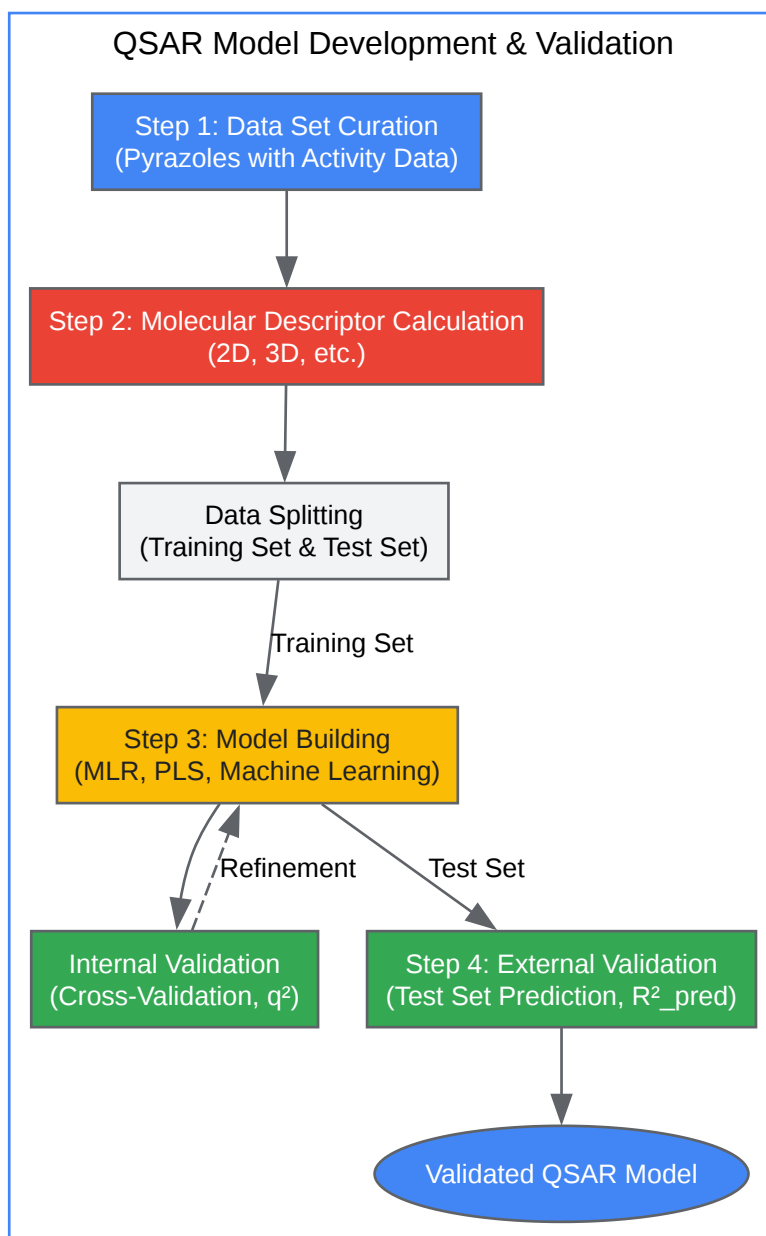 QSAR Model Development & Validation
Step 1: Data Set Curation
(Pyrazoles with Activity Data)
Step 2: Molecular Descriptor Calculation
(2D, 3D, etc.)
Data Splitting
(Training Set & Test Set)
Training Set
Step 3: Model Building
(MLR, PLS, Machine Learning)
Refinement
Test Set
Internal Validation
(Cross-Validation, q²)
Step 4: External Validation
(Test Set Prediction, R²_pred)
Validated QSAR Model